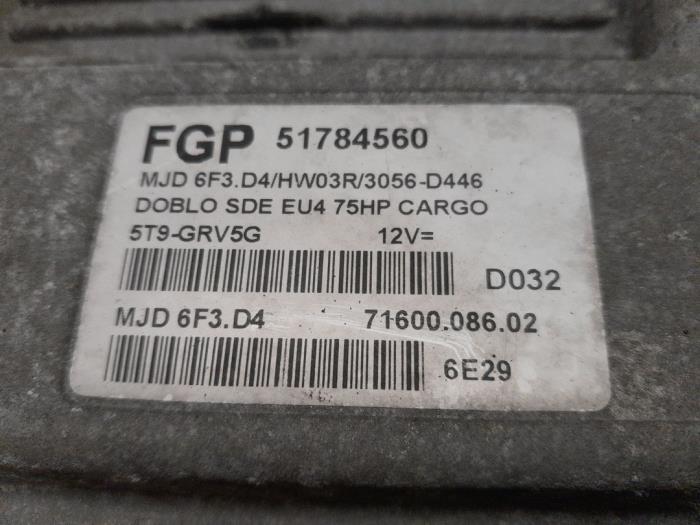 FGP 51784560
MJD 6F3.D4/HW03R/3056-D446
DOBLO SDE EU4 75HP CARGO
5T9-GRV5G 12V=
D032
MJD 6F3.D4 71600.086.02
6E29